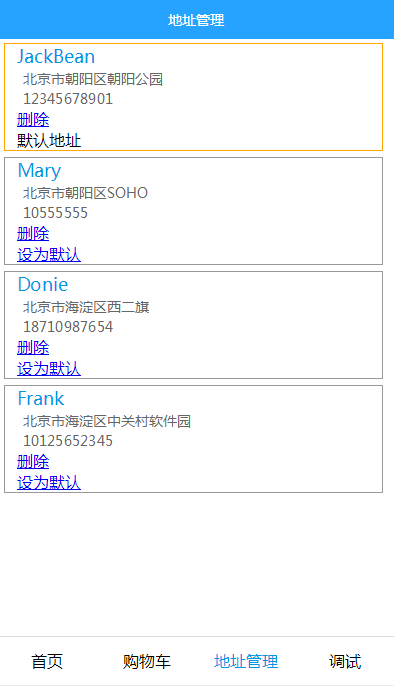 地址管理
JackBean
北京市朝阳区朝阳公园
12345678901
删除
默认地址
Mary
北京市朝阳区SOHO
10555555
删除
设为默认
Donie
北京市海淀区西二旗
18710987654
删除
设为默认
Frank
北京市海淀区中关村软件园
10125652345
删除
设为默认
首页 购物车 地址管理 调试